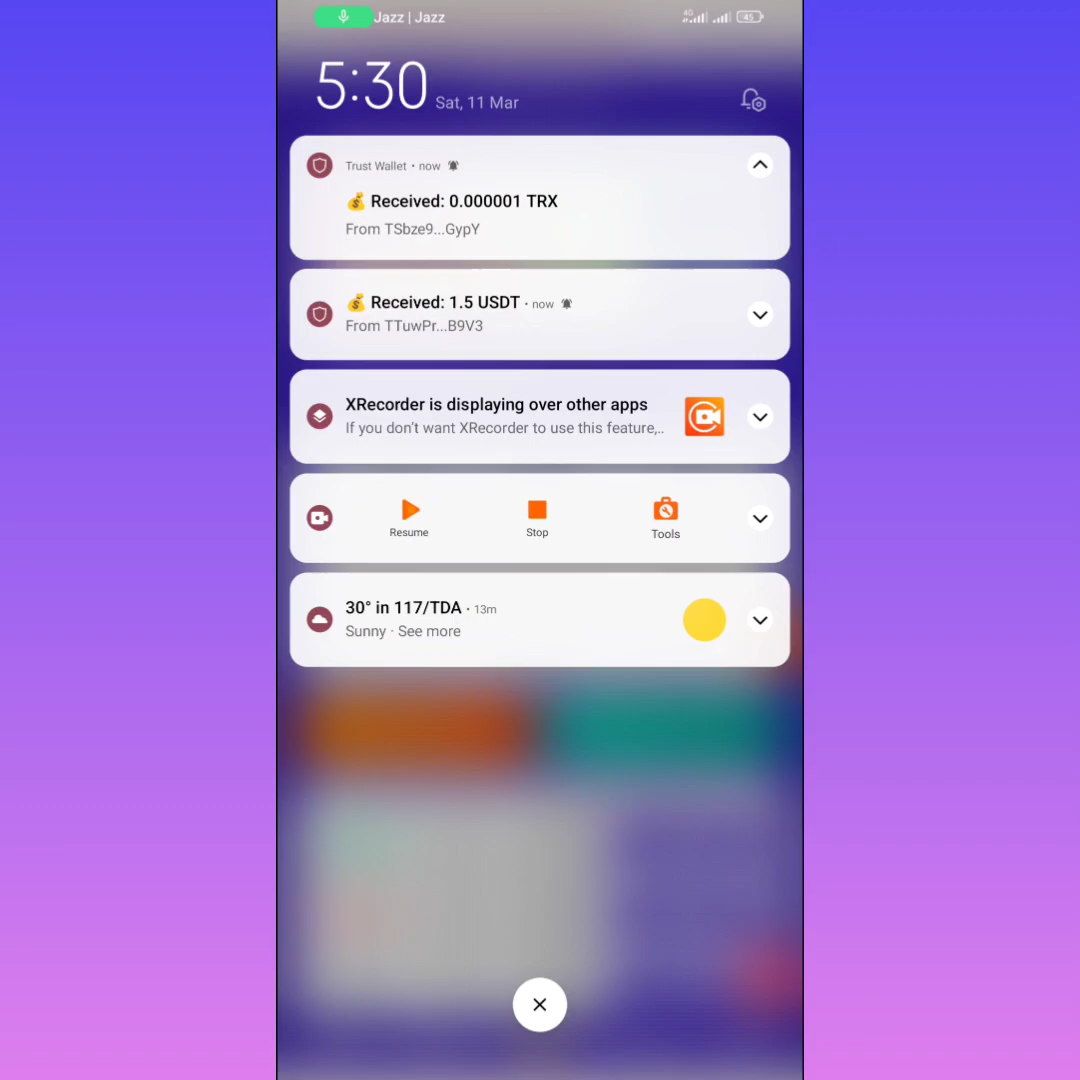 Jazz | Jazz
4G
45
5:30 Sat, 11 Mar
Trust Wallet • now
💰 Received: 0.000001 TRX
From TSbze9...GypY
💰 Received: 1.5 USDT • now
From TTuwPr...B9V3
XRecorder is displaying over other apps
If you don't want XRecorder to use this feature,..
Resume
Stop
Tools
30° in 117/TDA • 13m
Sunny · See more